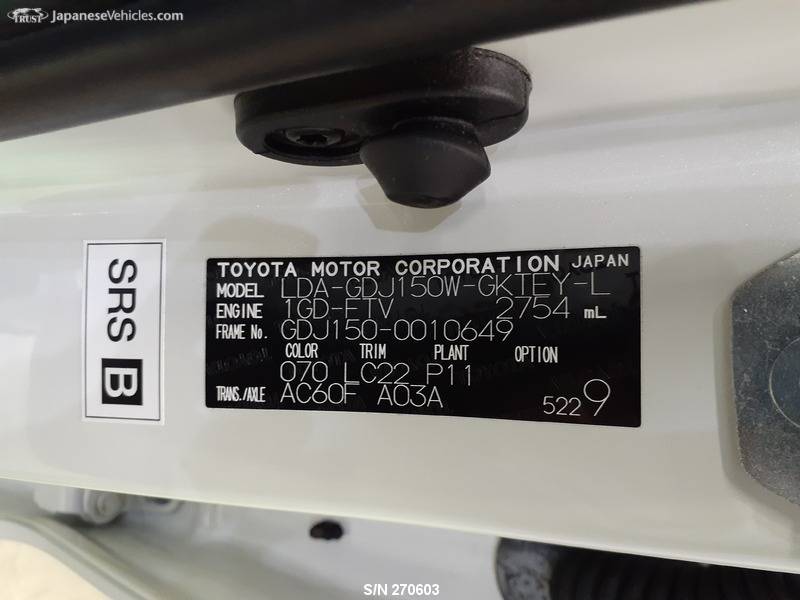 TRUST JapaneseVehicles.com
SRS B
TOYOTA MOTOR CORPORATION JAPAN
MODEL LDA-GDJ150W-GKTEY-L
ENGINE 1GD-FTV 2754 mL
FRAME No. GDJ150-0010649
COLOR TRIM PLANT OPTION
070 LC22 P11
TRANS./AXLE AC60F A03A
5229
S/N 270603